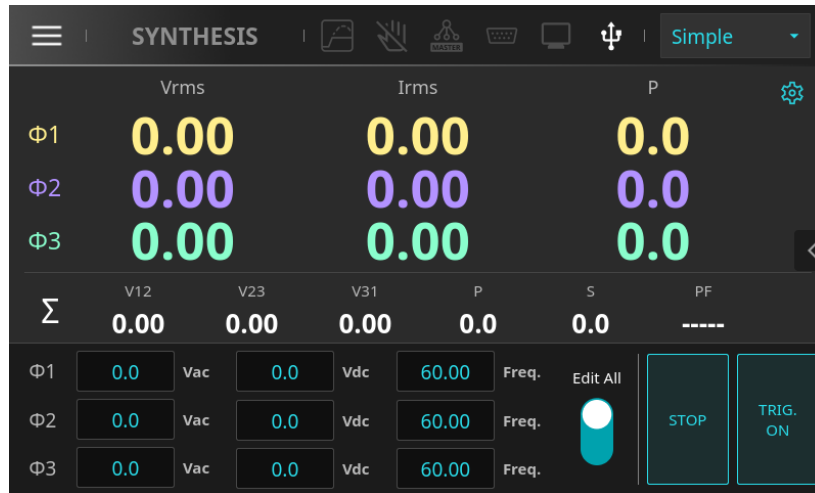 SYNTHESIS MASTER Simple
Vrms Irms P
Φ1 0.00 0.00 0.0
Φ2 0.00 0.00 0.0
Φ3 0.00 0.00 0.0
V12 V23 V31 P S PF
Σ 0.00 0.00 0.00 0.0 0.0 -----
Φ1 0.0 Vac 0.0 Vdc 60.00 Freq. Edit All
Φ2 0.0 Vac 0.0 Vdc 60.00 Freq. STOP TRIG. ON
Φ3 0.0 Vac 0.0 Vdc 60.00 Freq.